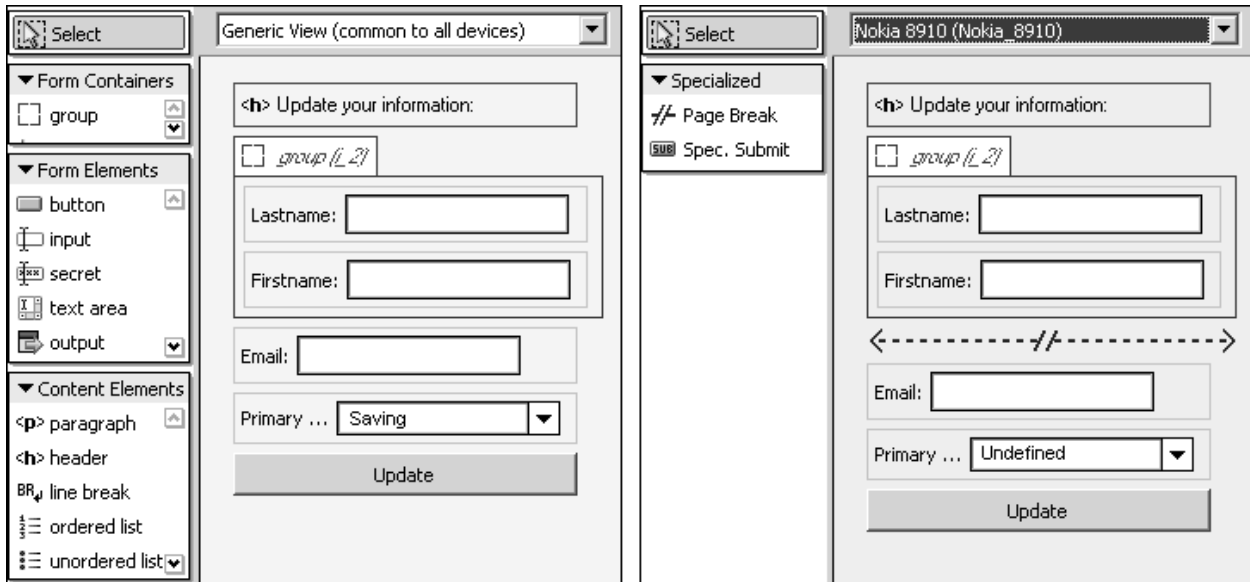 Select
Generic View (common to all devices)
Form Containers
group
Form Elements
button
input
secret
text area
output
Content Elements
<p> paragraph
<h> header
BR line break
ordered list
unordered list
<h> Update your information:
group (i_2)
Lastname:
Firstname:
Email:
Primary ... Saving
Update
Select
Nokia 8910 (Nokia_8910)
Specialized
Page Break
SUB Spec. Submit
<h> Update your information:
group (i_2)
Lastname:
Firstname:
Email:
Primary ... Undefined
Update